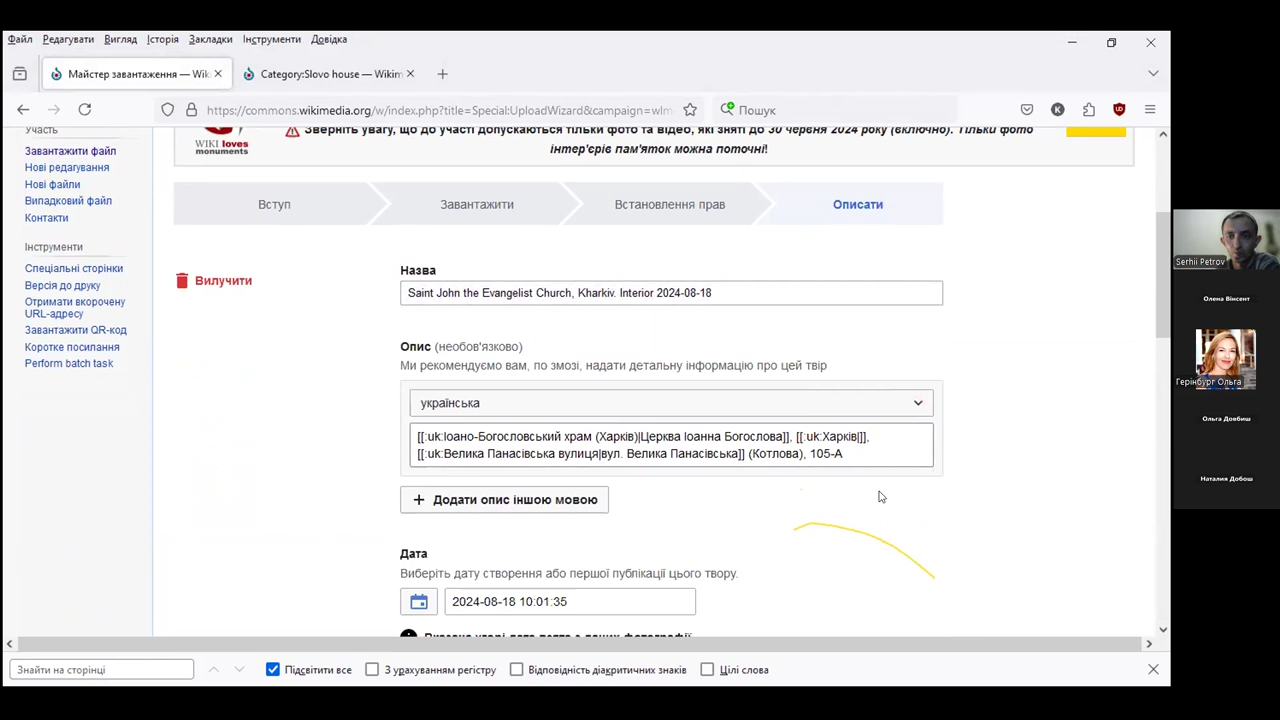 Файл Редагувати Вигляд Історія Закладки Інструменти Довідка
Майстер завантаження — Wiki
Category:Slovo house — Wikim
https://commons.wikimedia.org/w/index.php?title=Special:UploadWizard&campaign=wlm
Пошук
Участь
Завантажити файл
Нові редагування
Нові файли
Випадковий файл
Контакти
Інструменти
Спеціальні сторінки
Версія до друку
Отримати вкорочену
URL-адресу
Завантажити QR-код
Коротке посилання
Perform batch task
WIKI loves
monuments
Зверніть увагу, що до участі допускаються тільки фото та відео, які зняті до 30 червня 2024 року (включно). Тільки фото
інтер'єрів пам'яток можна поточні!
Вступ
Завантажити
Встановлення прав
Описати
Вилучити
Назва
Saint John the Evangelist Church, Kharkiv. Interior 2024-08-18
Опис (необов'язково)
Ми рекомендуємо вам, по змозі, надати детальну інформацію про цей твір
українська
[[:uk:Іоано-Богословський храм (Харків)|Церква Іоанна Богослова]], [[:uk:Харків|]],
[[:uk:Велика Панасівська вулиця|вул. Велика Панасівська]] (Котлова), 105-А
+ Додати опис іншою мовою
Дата
Виберіть дату створення або першої публікації цього твору.
2024-08-18 10:01:35
Вказана угорі дата взята з даних фотографії
Знайти на сторінці
Підсвітити все
З урахуванням регістру
Відповідність діакритичних знаків
Цілі слова
Serhii Petrov
Олена Вінсент
Герінбург Ольга
Ольга Довбиш
Наталия Добош